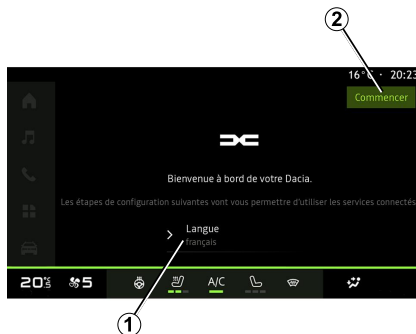 2
16°C · 20:23
Commencer
Bienvenue à bord de votre Dacia.
Les étapes de configuration suivantes vont vous permettre d'utiliser les services connectés
Langue
français
20.5 5 A/C
1